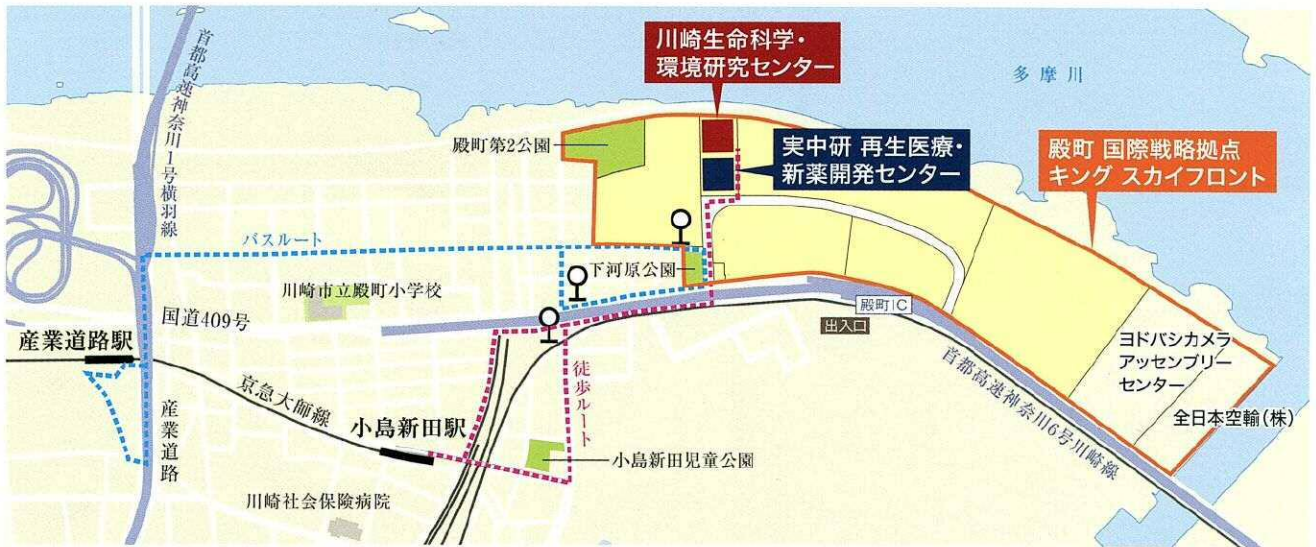 首都高速神奈川1号横羽線
川崎生命科学・
環境研究センター
多摩川
殿町第2公園
実中研 再生医療・
新薬開発センター
殿町 国際戦略拠点
キング スカイフロント
バスルート
下河原公園
川崎市立殿町小学校
国道409号
殿町IC
出入口
産業道路駅
ヨドバシカメラ
アッセンブリー
センター
首都高速神奈川6号川崎線
徒歩ルート
京急大師線
産業道路
小島新田駅
全日本空輸(株)
小島新田児童公園
川崎社会保険病院